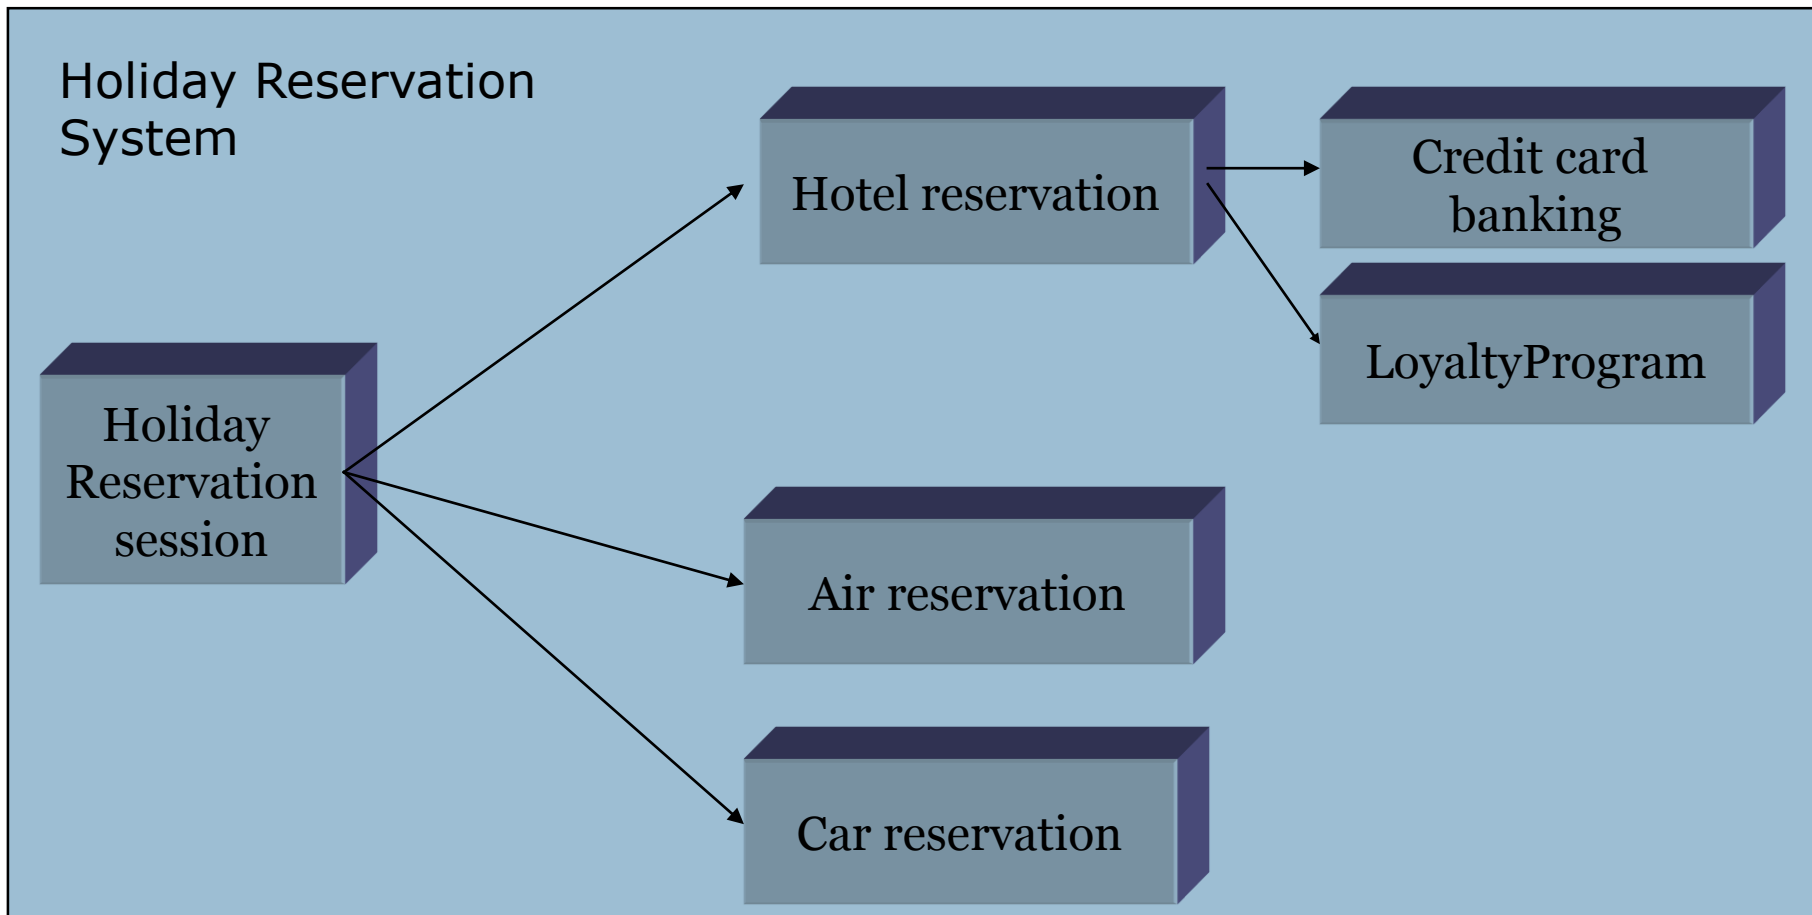 Holiday Reservation
System
Hotel reservation
Credit card
banking
LoyaltyProgram
Holiday
Reservation
session
Air reservation
Car reservation